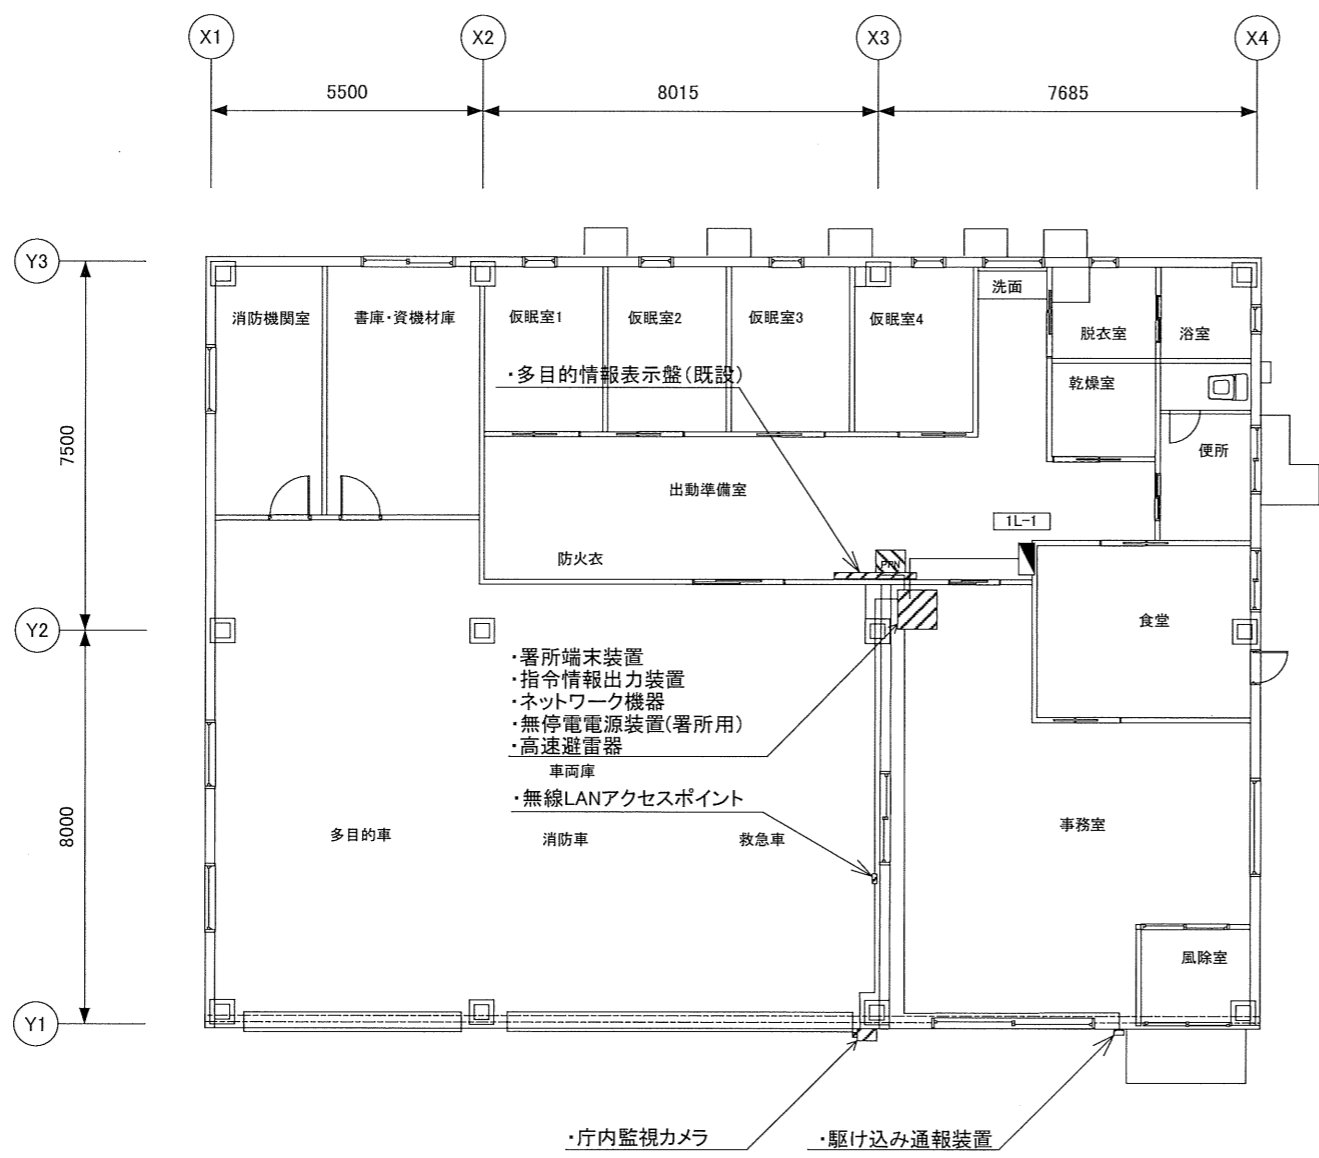 X1
X2
X3
X4
5500
8015
7685
Y3
消防機関室
書庫・資機材庫
仮眠室1
仮眠室2
仮眠室3
仮眠室4
洗面
脱衣室
浴室
・多目的情報表示盤(既設)
乾燥室
7500
便所
出動準備室
1L-1
防火衣
PRN
Y2
食堂
・署所端末装置
・指令情報出力装置
・ネットワーク機器
・無停電電源装置(署所用)
・高速避雷器
車両庫
・無線LANアクセスポイント
8000
多目的車
消防車
救急車
事務室
風除室
Y1
・庁内監視カメラ
・駆け込み通報装置